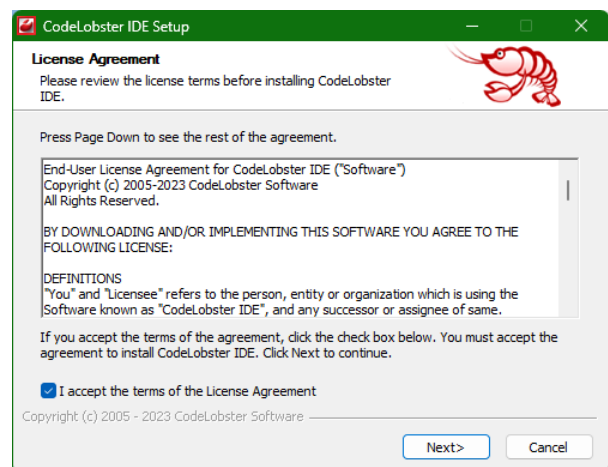 CodeLobster IDE Setup
License Agreement
Please review the license terms before installing CodeLobster
IDE.
Press Page Down to see the rest of the agreement.
End-User License Agreement for CodeLobster IDE ("Software")
Copyright (c) 2005-2023 CodeLobster Software
All Rights Reserved.
BY DOWNLOADING AND/OR IMPLEMENTING THIS SOFTWARE YOU AGREE TO THE
FOLLOWING LICENSE:
DEFINITIONS
"You" and "Licensee" refers to the person, entity or organization which is using the
Software known as "CodeLobster IDE", and any successor or assignee of same.
If you accept the terms of the agreement, click the check box below. You must accept the
agreement to install CodeLobster IDE. Click Next to continue.
I accept the terms of the License Agreement
Copyright (c) 2005 - 2023 CodeLobster Software
Next> Cancel